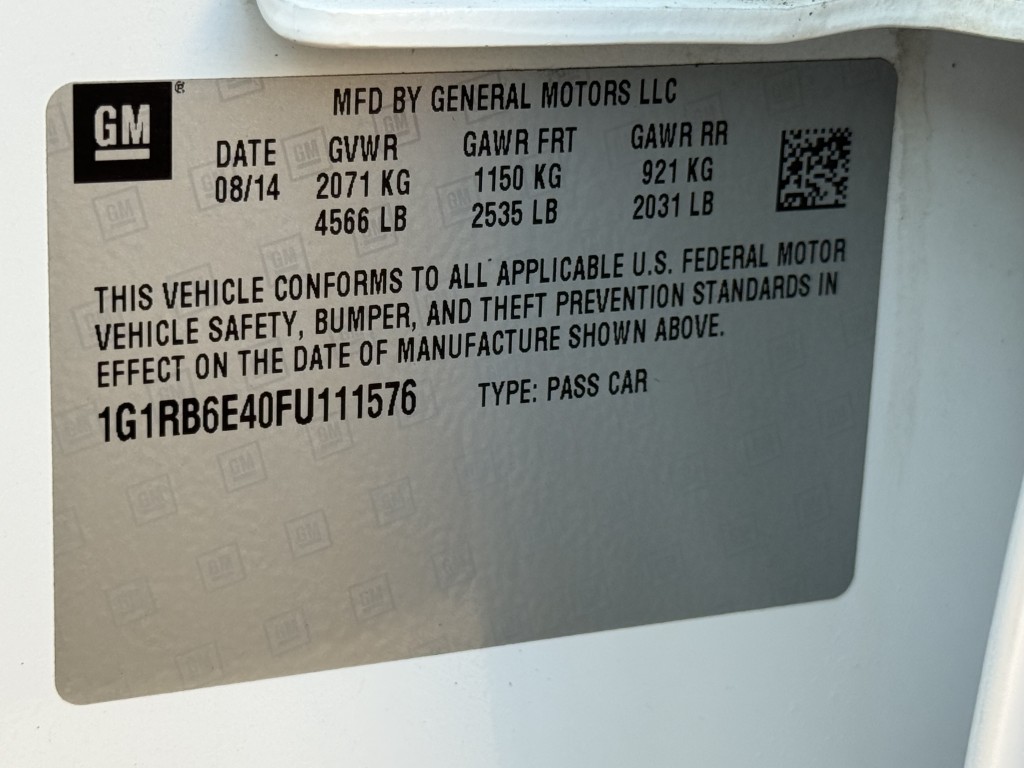 GM®
MFD BY GENERAL MOTORS LLC
DATE GVWR GAWR FRT GAWR RR
08/14 2071 KG 1150 KG 921 KG
4566 LB 2535 LB 2031 LB
THIS VEHICLE CONFORMS TO ALL APPLICABLE U.S. FEDERAL MOTOR
VEHICLE SAFETY, BUMPER, AND THEFT PREVENTION STANDARDS IN
EFFECT ON THE DATE OF MANUFACTURE SHOWN ABOVE.
1G1RB6E40FU111576 TYPE: PASS CAR